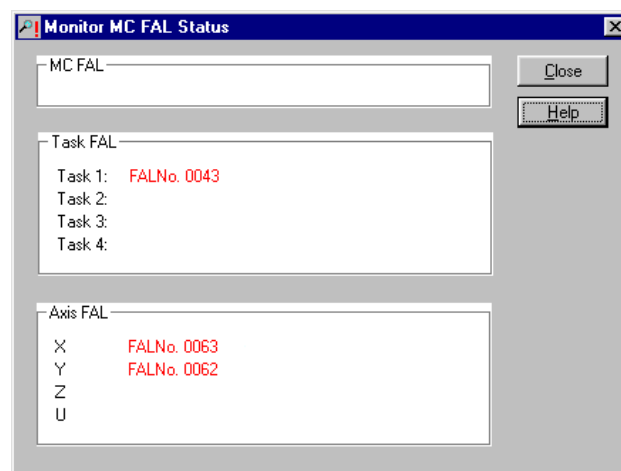 Monitor MC FAL Status
MC FAL
Close
Help
Task FAL
Task 1: FALNo. 0043
Task 2:
Task 3:
Task 4:
Axis FAL
X FALNo. 0063
Y FALNo. 0062
Z
U